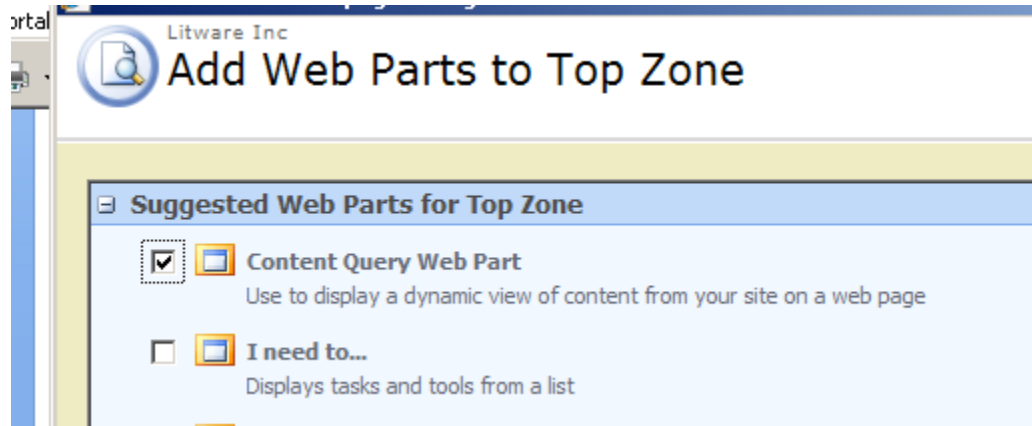 Litware Inc
Add Web Parts to Top Zone
Suggested Web Parts for Top Zone
Content Query Web Part
Use to display a dynamic view of content from your site on a web page
I need to...
Displays tasks and tools from a list